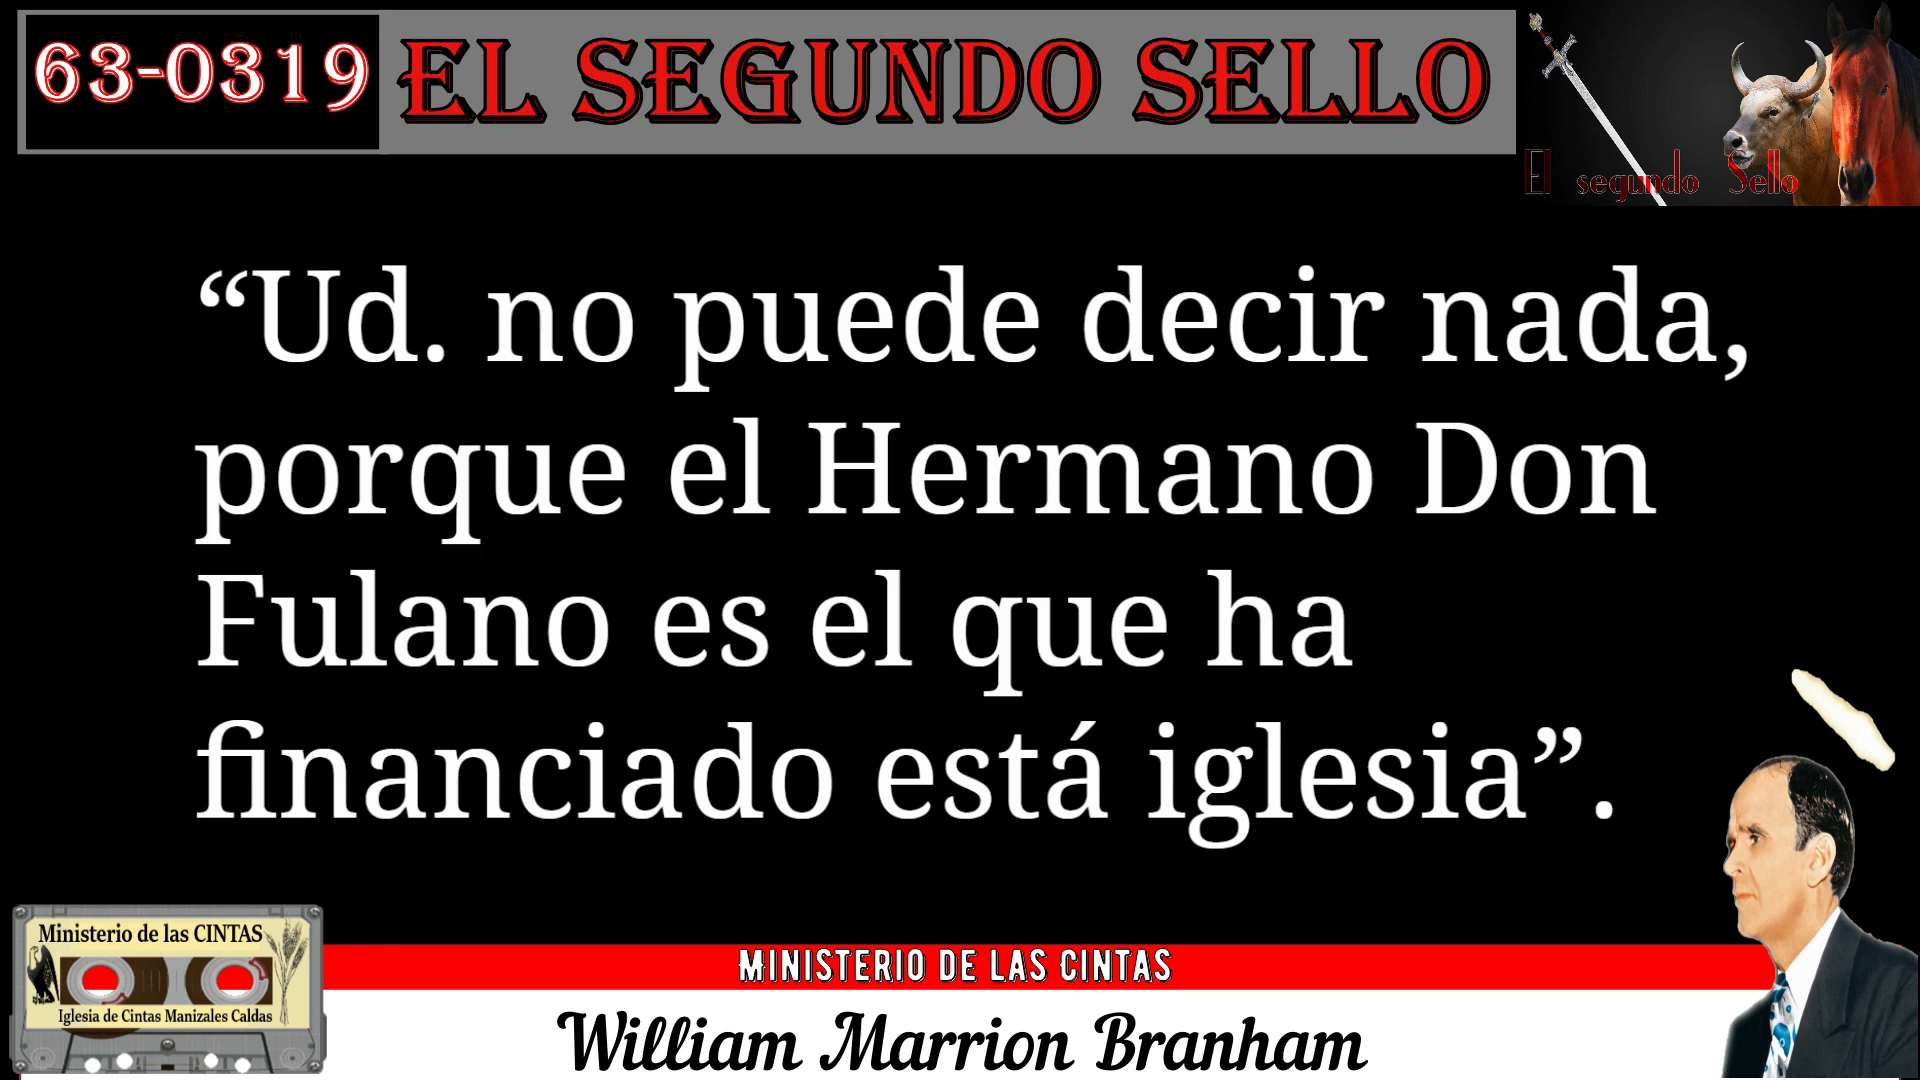 63-0319 EL SEGUNDO SELLO
El segundo Sello
“Ud. no puede decir nada,
porque el Hermano Don
Fulano es el que ha
financiado está iglesia”.
Ministerio de las CINTAS
Iglesia de Cintas Manizales Caldas
MINISTERIO DE LAS CINTAS
William Marrion Branham